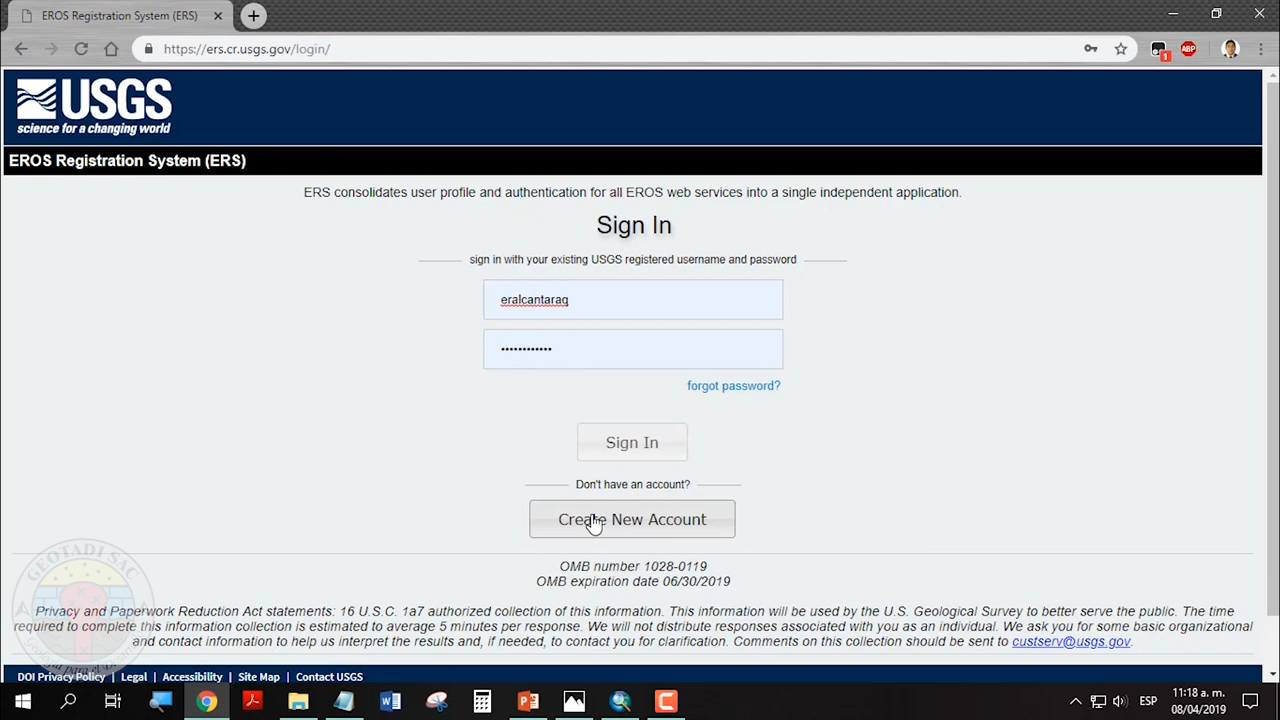 EROS Registration System (ERS)
https://ers.cr.usgs.gov/login/
1
ABP
USGS
science for a changing world
EROS Registration System (ERS)
ERS consolidates user profile and authentication for all EROS web services into a single independent application.
Sign In
sign in with your existing USGS registered username and password
eralcantaraq
••••••••••••
forgot password?
Sign In
Don't have an account?
Create New Account
OMB number 1028-0119
OMB expiration date 06/30/2019
GEOTADI SAC
Privacy and Paperwork Reduction Act statements: 16 U.S.C. 1a7 authorized collection of this information. This information will be used by the U.S. Geological Survey to better serve the public. The time
required to complete this information collection is estimated to average 5 minutes per response. We will not distribute responses associated with you as an individual. We ask you for some basic organizational
and contact information to help us interpret the results and, if needed, to contact you for clarification. Comments on this collection should be sent to custserv@usgs.gov.
DOI Privacy Policy | Legal | Accessibility | Site Map | Contact USGS
ESP
11:18 a. m.
08/04/2019